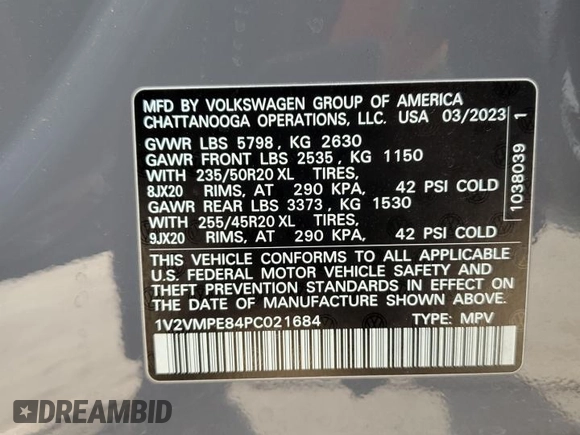 MFD BY VOLKSWAGEN GROUP OF AMERICA
CHATTANOOGA OPERATIONS, LLC. USA 03/2023
GVWR LBS 5798, KG 2630
GAWR FRONT LBS 2535, KG 1150
WITH 235/50R20 XL TIRES,
8JX20 RIMS, AT 290 KPA, 42 PSI COLD
GAWR REAR LBS 3373, KG 1530
WITH 255/45R20 XL TIRES,
9JX20 RIMS, AT 290 KPA, 42 PSI COLD
THIS VEHICLE CONFORMS TO ALL APPLICABLE
U.S. FEDERAL MOTOR VEHICLE SAFETY AND
THEFT PREVENTION STANDARDS IN EFFECT ON
THE DATE OF MANUFACTURE SHOWN ABOVE.
1V2VMPE84PC021684 TYPE: MPV
1038039
1
DREAMBID